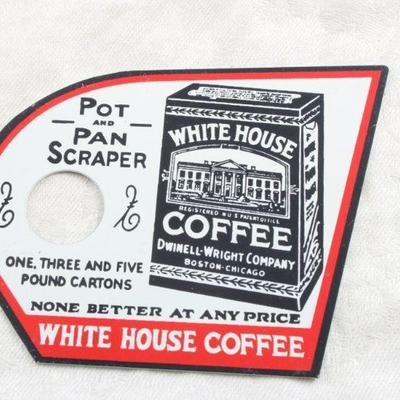 POT
AND
PAN
SCRAPER
ONE, THREE AND FIVE
POUND CARTONS
WHITE HOUSE
REGISTERED IN U S PATENT OFFICE
COFFEE
DWINELL-WRIGHT COMPANY
BOSTON-CHICAGO
NONE BETTER AT ANY PRICE
WHITE HOUSE COFFEE